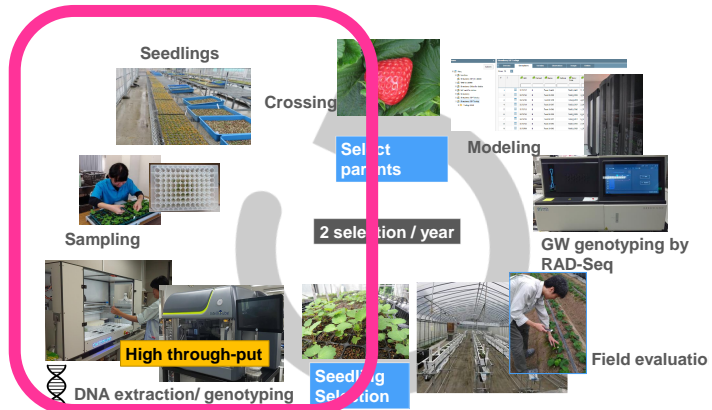 Seedlings
Crossing
Select
parents
Modeling
Sampling
2 selection / year
GW genotyping by
RAD-Seq
High through-put
DNA extraction/ genotyping
Seedling
Selection
Field evaluatio